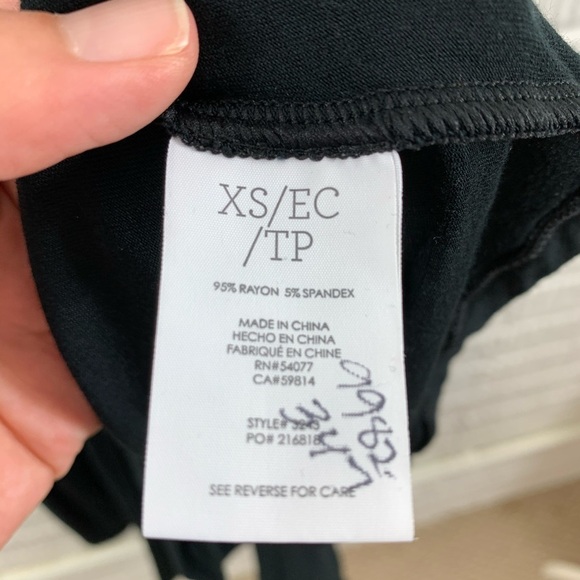 XS/EC
/TP
95% RAYON 5% SPANDEX
MADE IN CHINA
HECHO EN CHINA
FABRIQUÉ EN CHINE
RN#54077
CA#59814
STYLE#
PO# 216818
SEE REVERSE FOR CARE